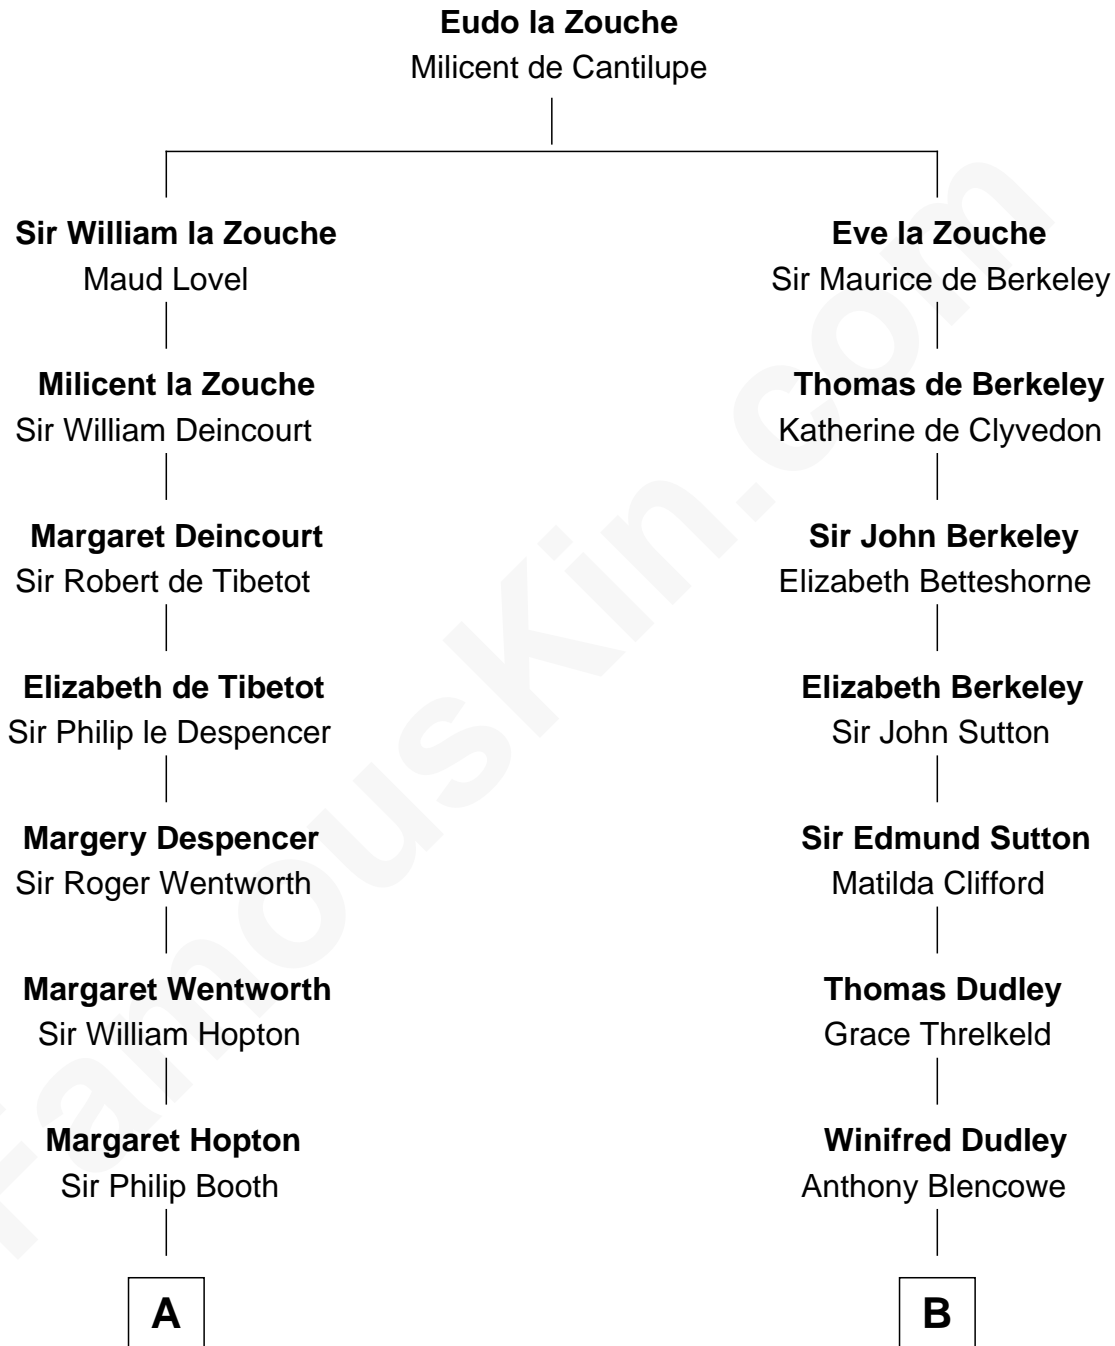 Eudo la Zouche
Milicent de Cantilupe
Sir William la Zouche
Maud Lovel
Eve la Zouche
Sir Maurice de Berkeley
Milicent la Zouche
Sir William Deincourt
Thomas de Berkeley
Katherine de Clyvedon
Margaret Deincourt
Sir Robert de Tibetot
Sir John Berkeley
Elizabeth Betteshorne
Elizabeth de Tibetot
Sir Philip le Despencer
Elizabeth Berkeley
Sir John Sutton
Margery Despencer
Sir Roger Wentworth
Sir Edmund Sutton
Matilda Clifford
Margaret Wentworth
Sir William Hopton
Thomas Dudley
Grace Threlkeld
Margaret Hopton
Sir Philip Booth
Winifred Dudley
Anthony Blencowe
A
B
FamousKin.com